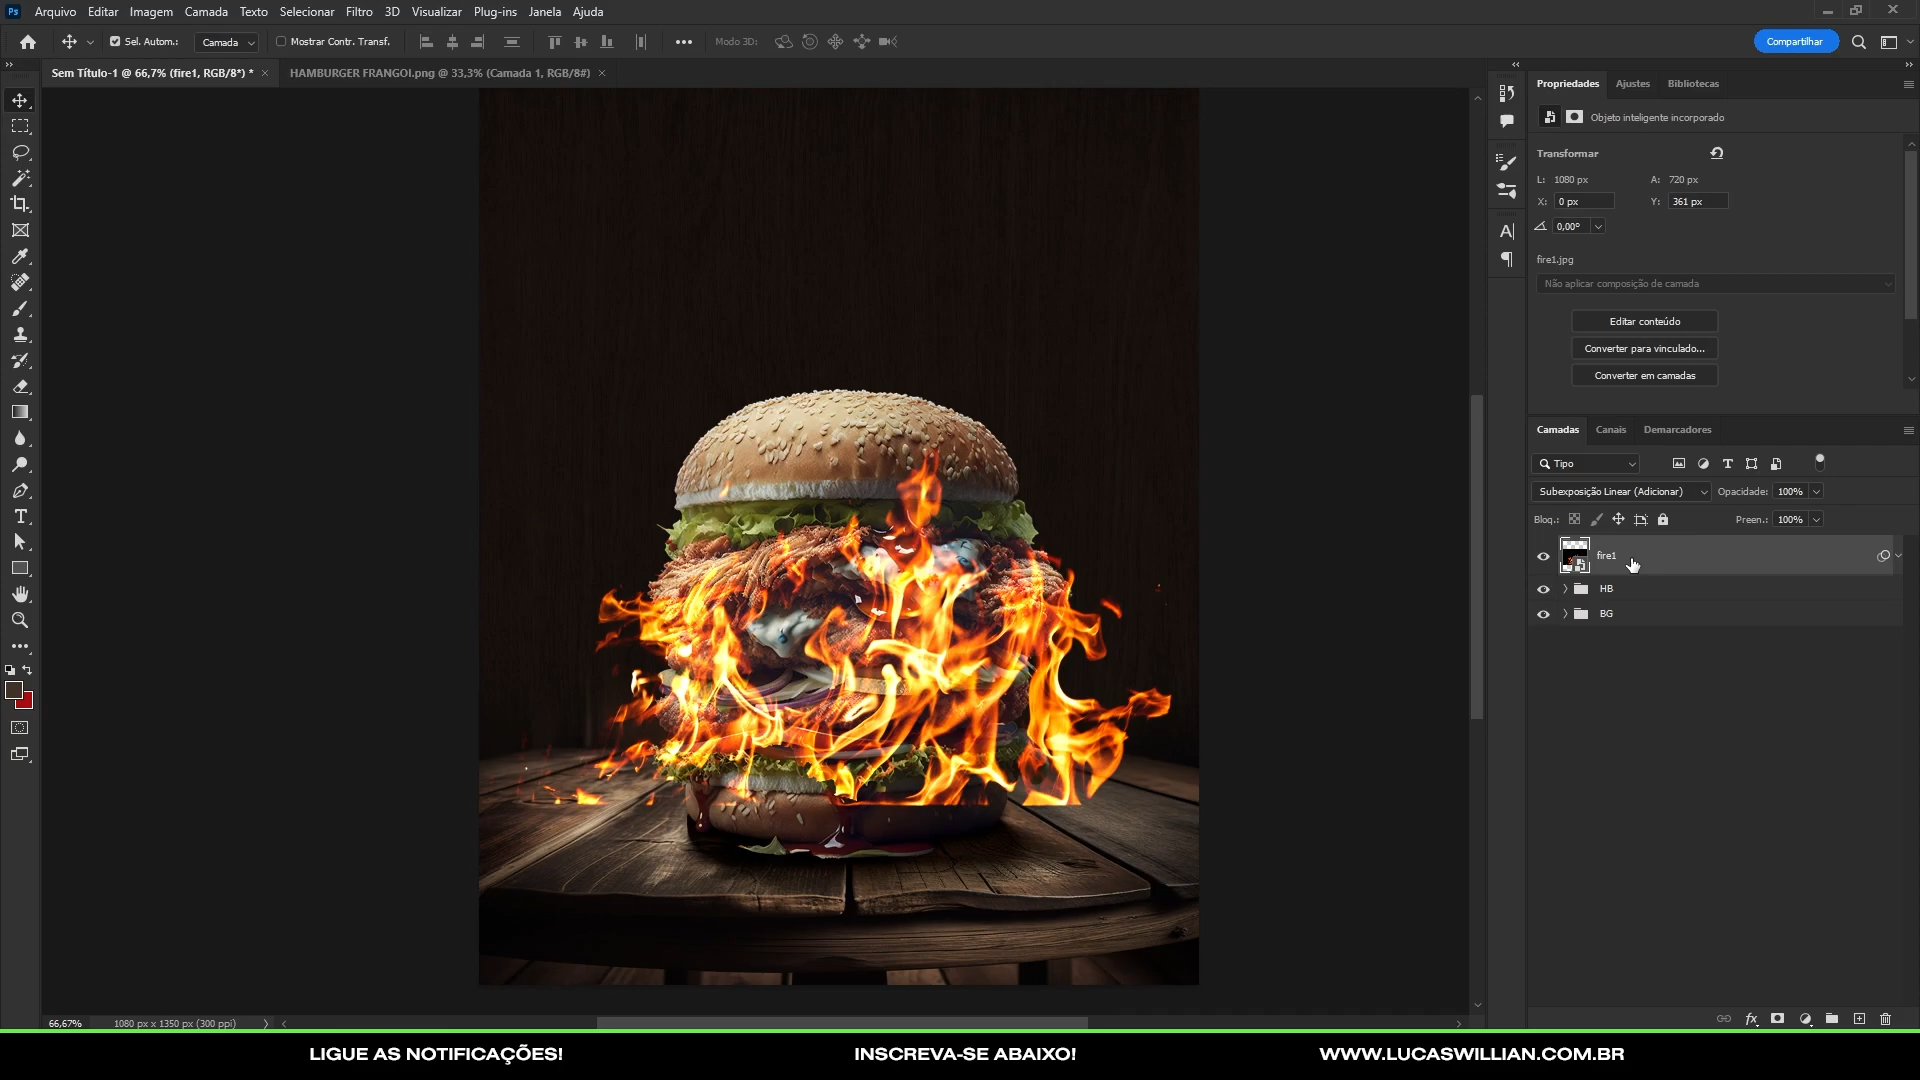 Ps Arquivo Editar Imagem Camada Texto Selecionar Filtro 3D Visualizar Plug-ins Janela Ajuda
Sel. Autom.: Camada Mostrar Contr. Transf. Modo 3D: Compartilhar
Sem Título-1 @ 66,7% (fire1, RGB/8*) * HAMBURGER FRANGOI.png @ 33,3% (Camada 1, RGB/8#)
Propriedades Ajustes Bibliotecas
Objeto inteligente incorporado
Transformar
L: 1080 px A: 720 px
X: 0 px Y: 361 px
0,00°
fire1.jpg
Não aplicar composição de camada
Editar conteúdo
Converter para vinculado...
Converter em camadas
Camadas Canais Demarcadores
Tipo
Subexposição Linear (Adicionar) Opacidade: 100%
Bloq.: Preen.: 100%
fire1
HB
BG
66,67% 1080 px x 1350 px (300 ppi)
LIGUE AS NOTIFICAÇÕES! INSCREVA-SE ABAIXO! WWW.LUCASWILLIAN.COM.BR